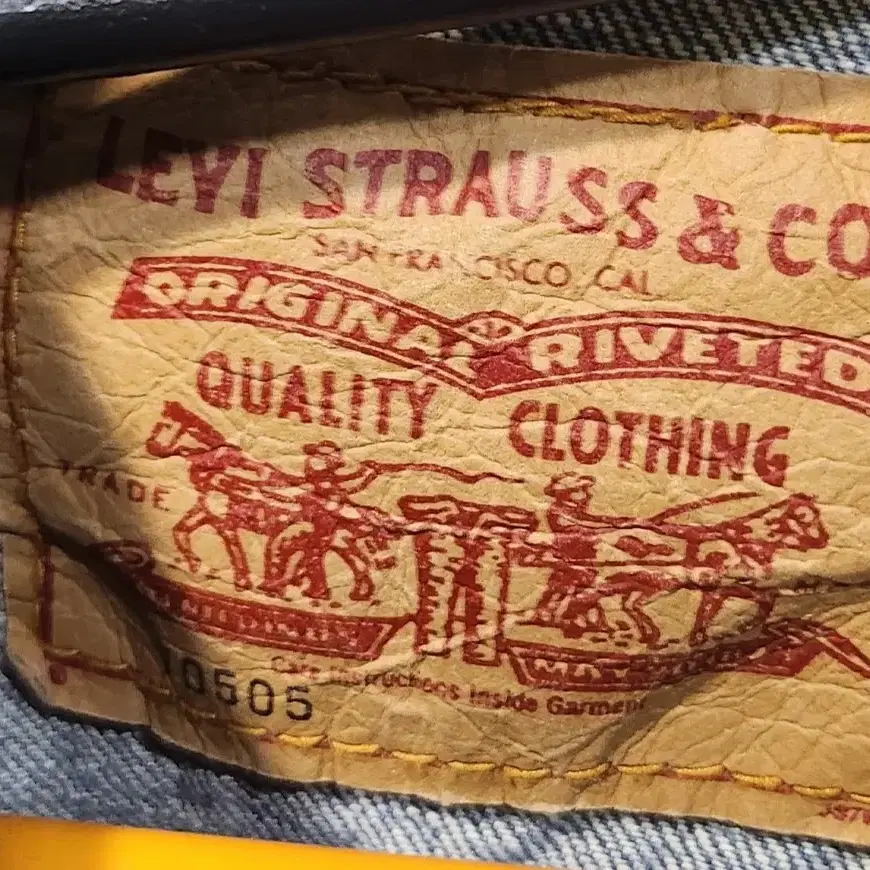 LEVI STRAUSS & CO
SAN FRANCISCO, CAL
ORIGINAL RIVETED
QUALITY CLOTHING
TRADE
Care Instructions Inside Garment
10505